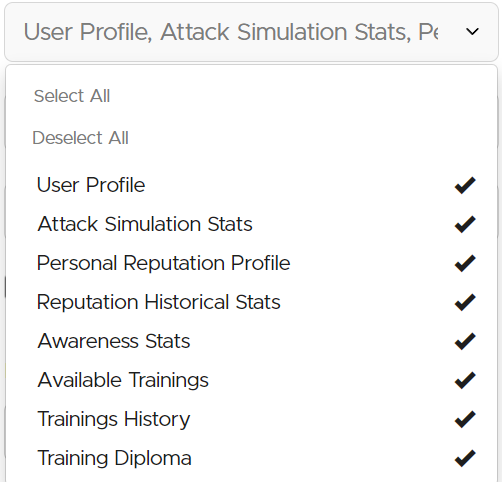 User Profile, Attack Simulation Stats, Pe
Select All
Deselect All
User Profile
Attack Simulation Stats
Personal Reputation Profile
Reputation Historical Stats
Awareness Stats
Available Trainings
Trainings History
Training Diploma